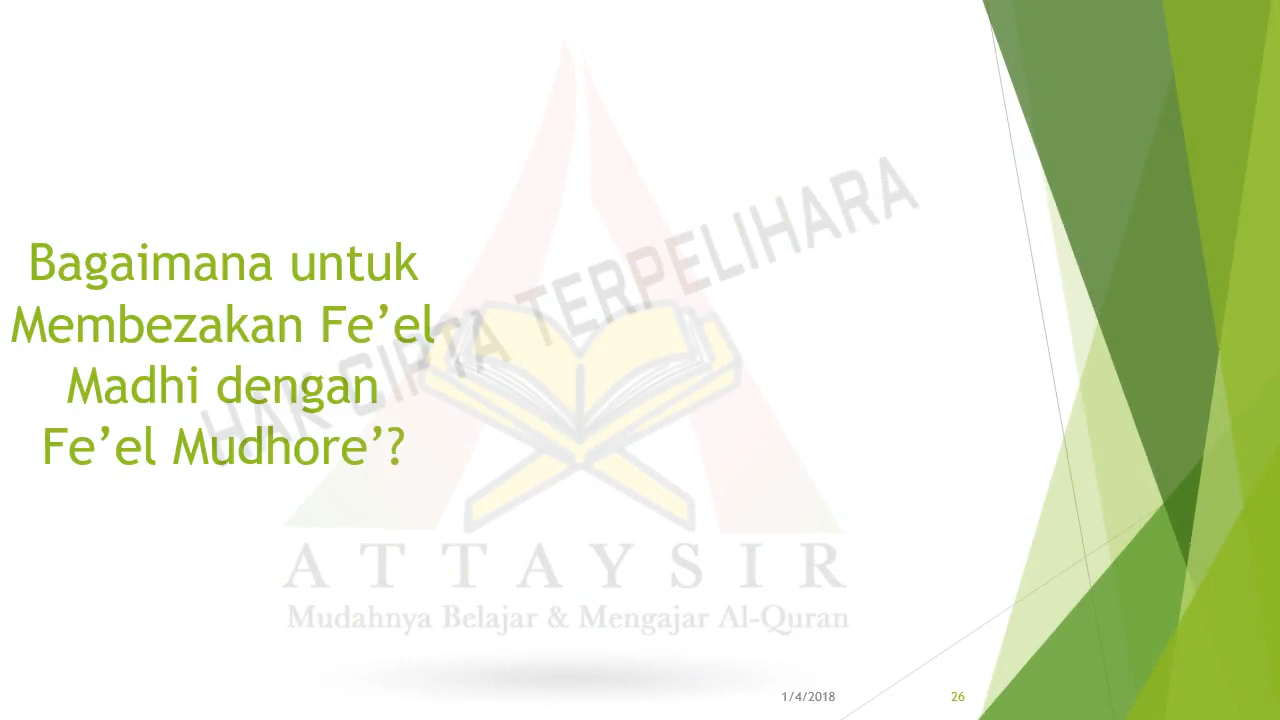 HAK CIPTA TERPELIHARA
Bagaimana untuk
Membezakan Fe’el
Madhi dengan
Fe’el Mudhore’?
ATTAYSIR
Mudahnya Belajar & Mengajar Al-Quran
1/4/2018
26